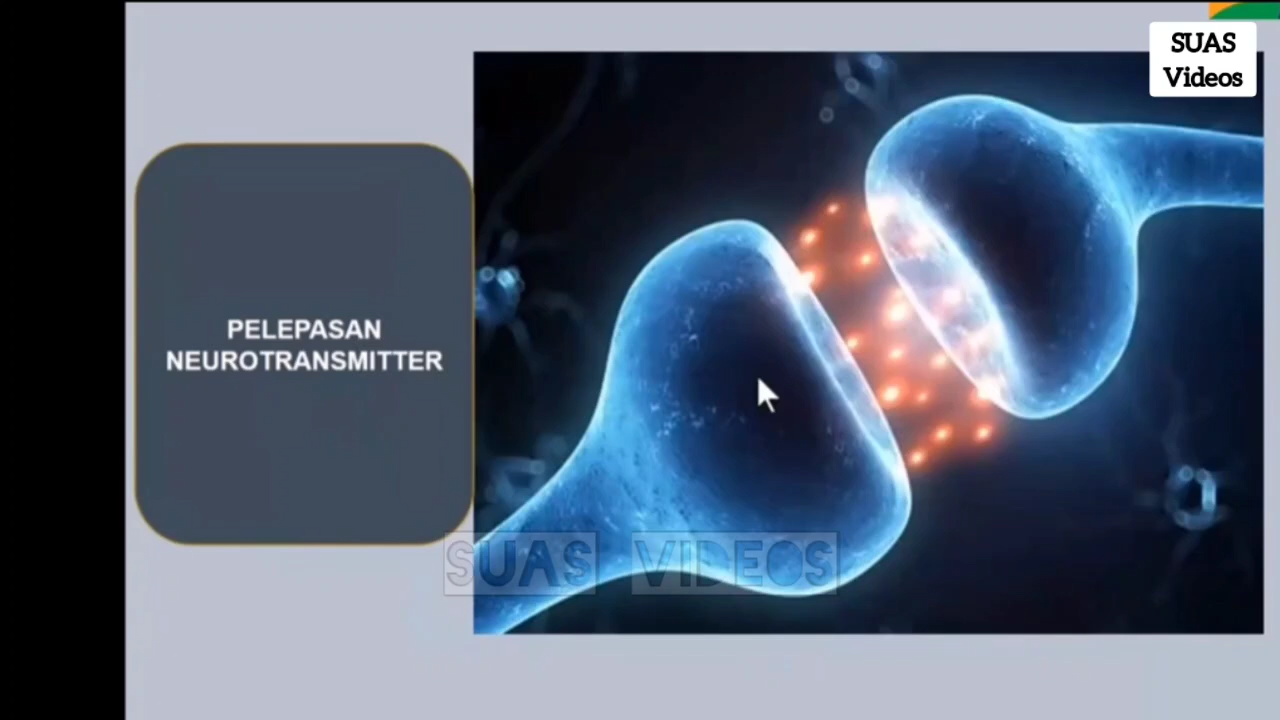 SUAS
Videos
PELEPASAN
NEUROTRANSMITTER
SUAS VIDEOS